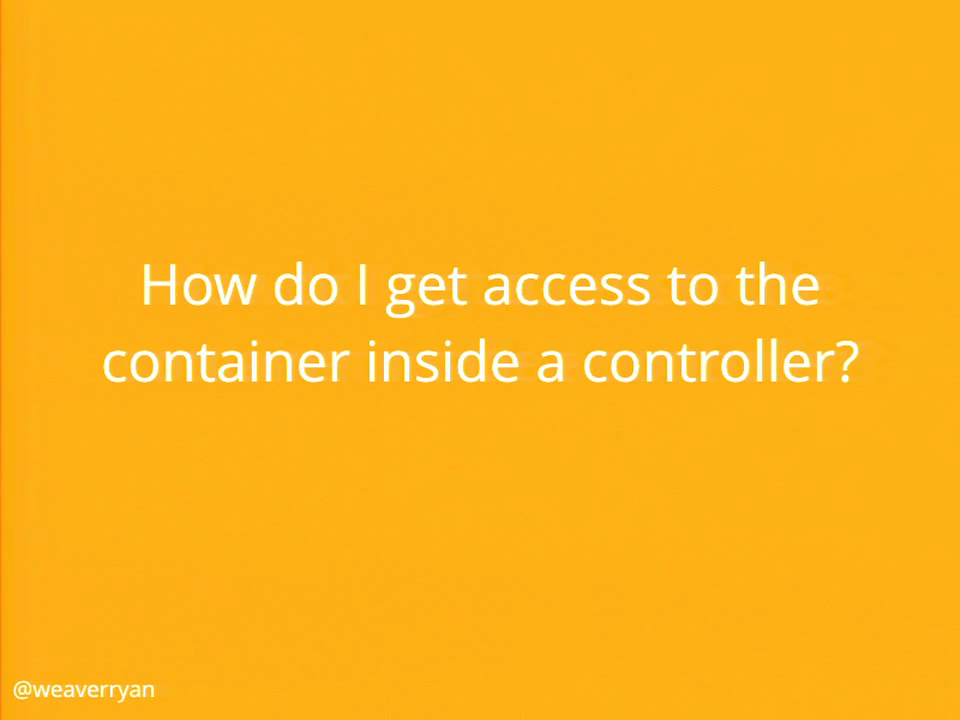 How do I get access to the
container inside a controller?
@weaverryan